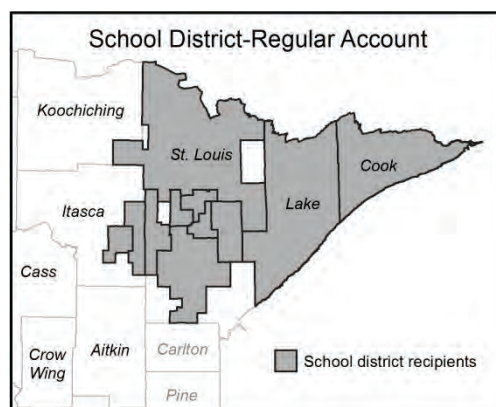 School District-Regular Account
Koochiching
St. Louis
Cook
Itasca
Lake
Cass
Crow
Wing
Aitkin
Carlton
School district recipients
Pine